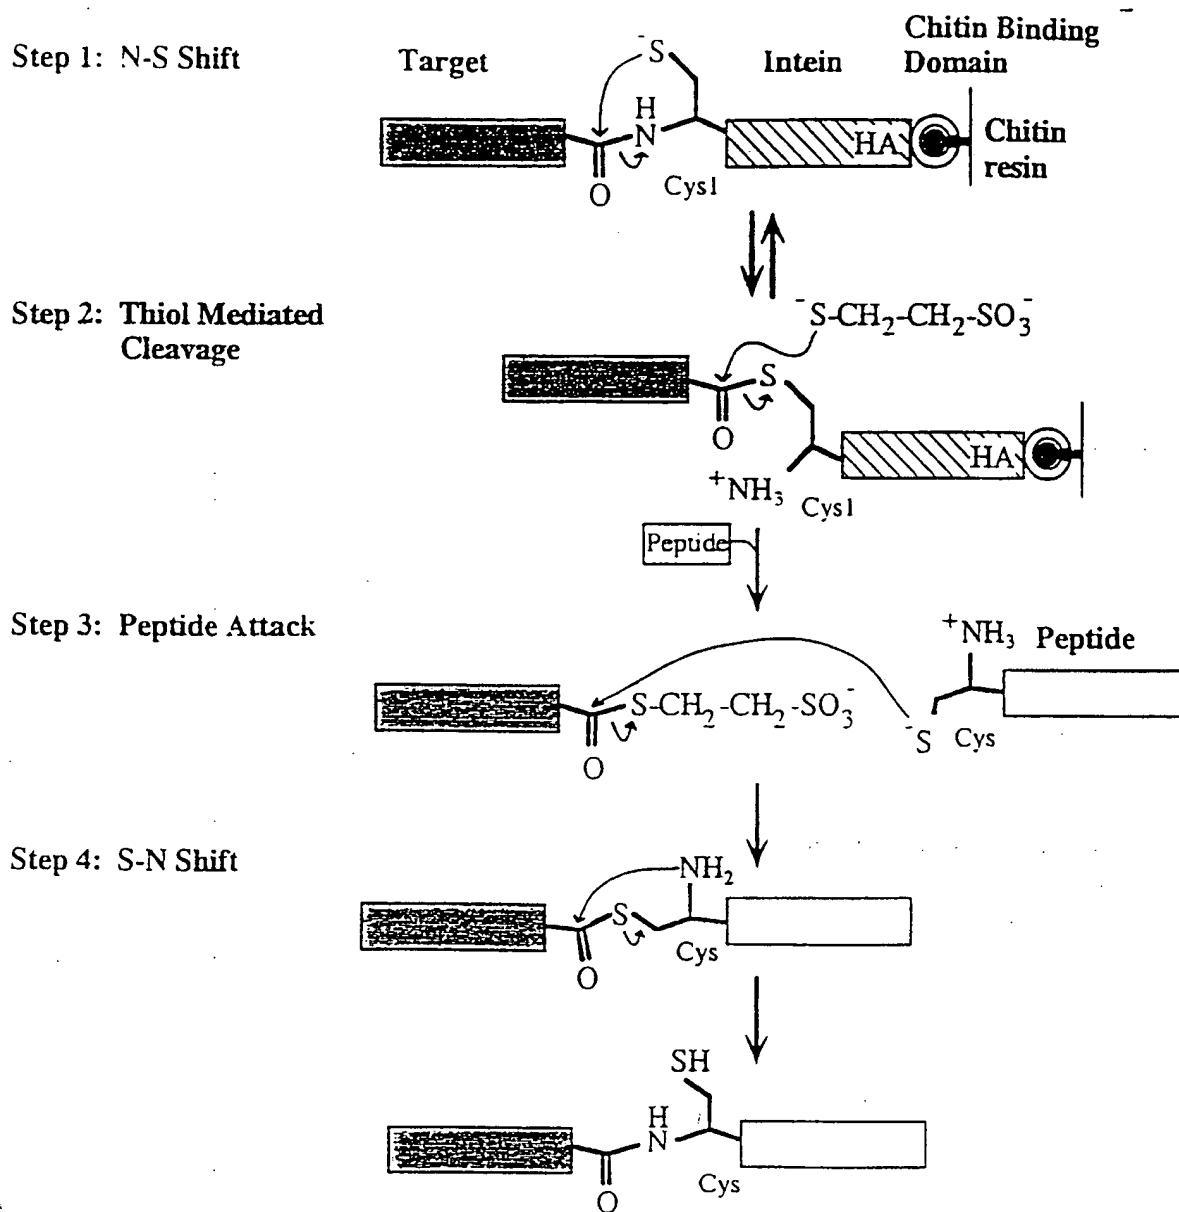 Step 1: N-S Shift
Target
Intein
Chitin Binding
Domain
-S
H
N
O
Cys1
HA
Chitin
resin
Step 2: Thiol Mediated
Cleavage
-S-CH2-CH2-SO3-
S
O
+NH3
Cys1
HA
Peptide
Step 3: Peptide Attack
+NH3 Peptide
S-CH2-CH2-SO3-
O
-S
Cys
Step 4: S-N Shift
NH2
S
O
Cys
SH
H
N
O
Cys